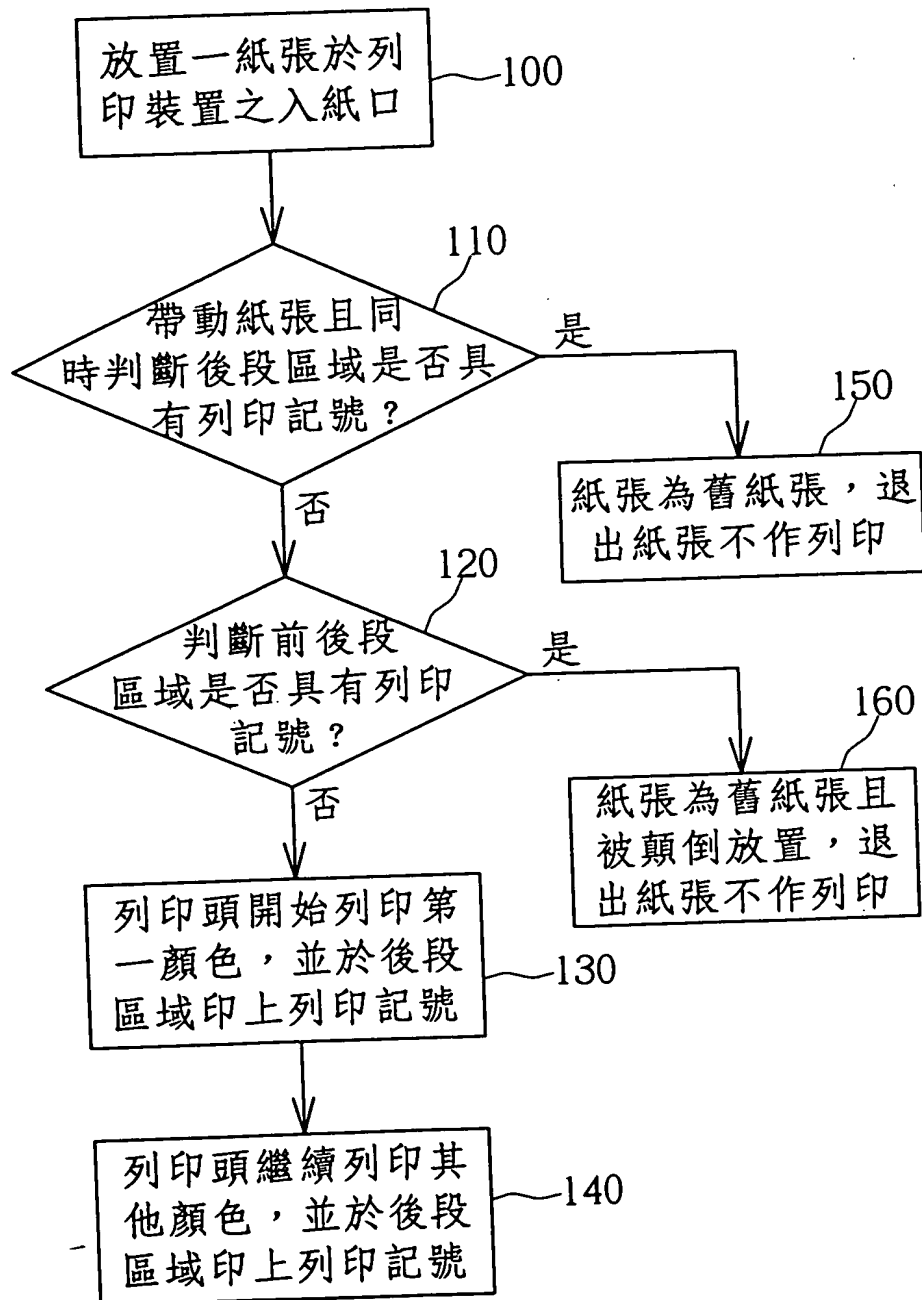 放置一紙張於列
印裝置之入紙口
100
110
帶動紙張且同
時判斷後段區域是否具
有列印記號?
是
150
紙張為舊紙張,退
出紙張不作列印
否
120
判斷前後段
區域是否具有列印
記號?
是
160
紙張為舊紙張且
被顛倒放置,退
出紙張不作列印
否
列印頭開始列印第
一顏色,並於後段
區域印上列印記號
130
列印頭繼續列印其
他顏色,並於後段
區域印上列印記號
140